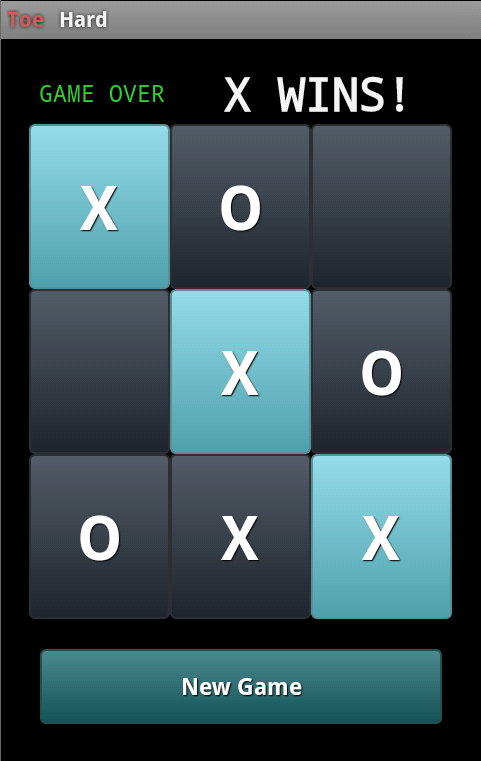 Toe Hard
GAME OVER X WINS!
X O
X O
O X X
New Game